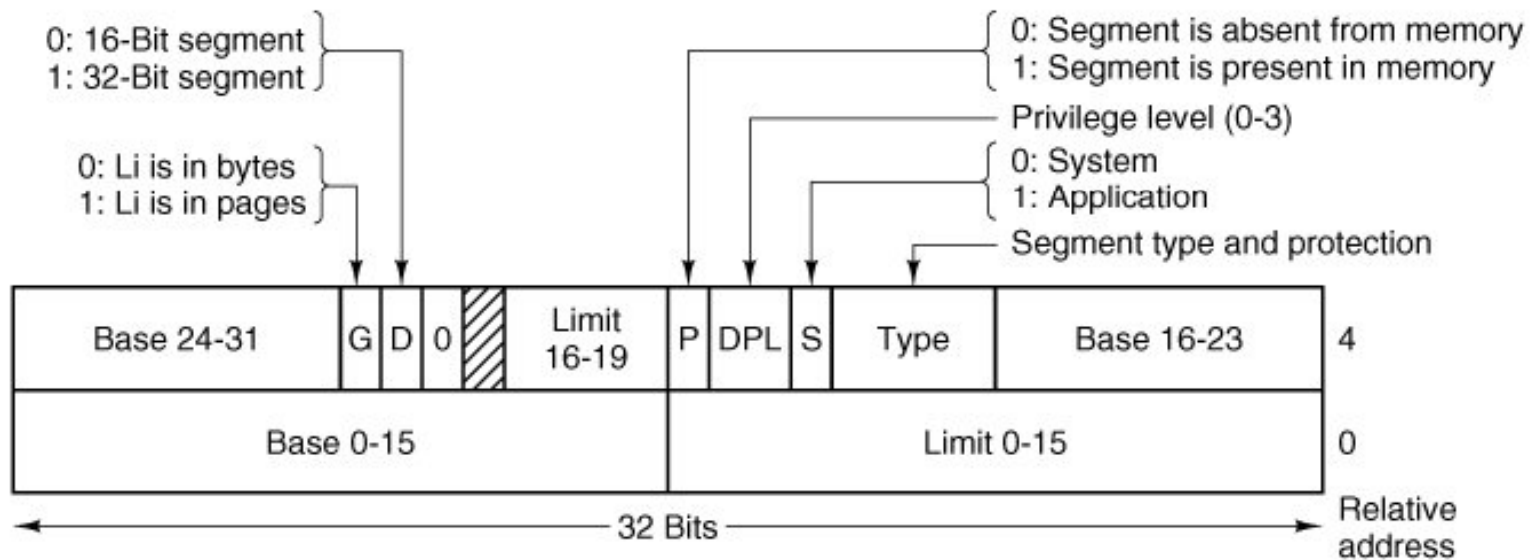 0: 16-Bit segment
1: 32-Bit segment
0: Li is in bytes
1: Li is in pages
0: Segment is absent from memory
1: Segment is present in memory
Privilege level (0-3)
0: System
1: Application
Segment type and protection
Base 24-31 G D 0 Limit 16-19 P DPL S Type Base 16-23 4
Base 0-15 Limit 0-15 0
32 Bits
Relative
address